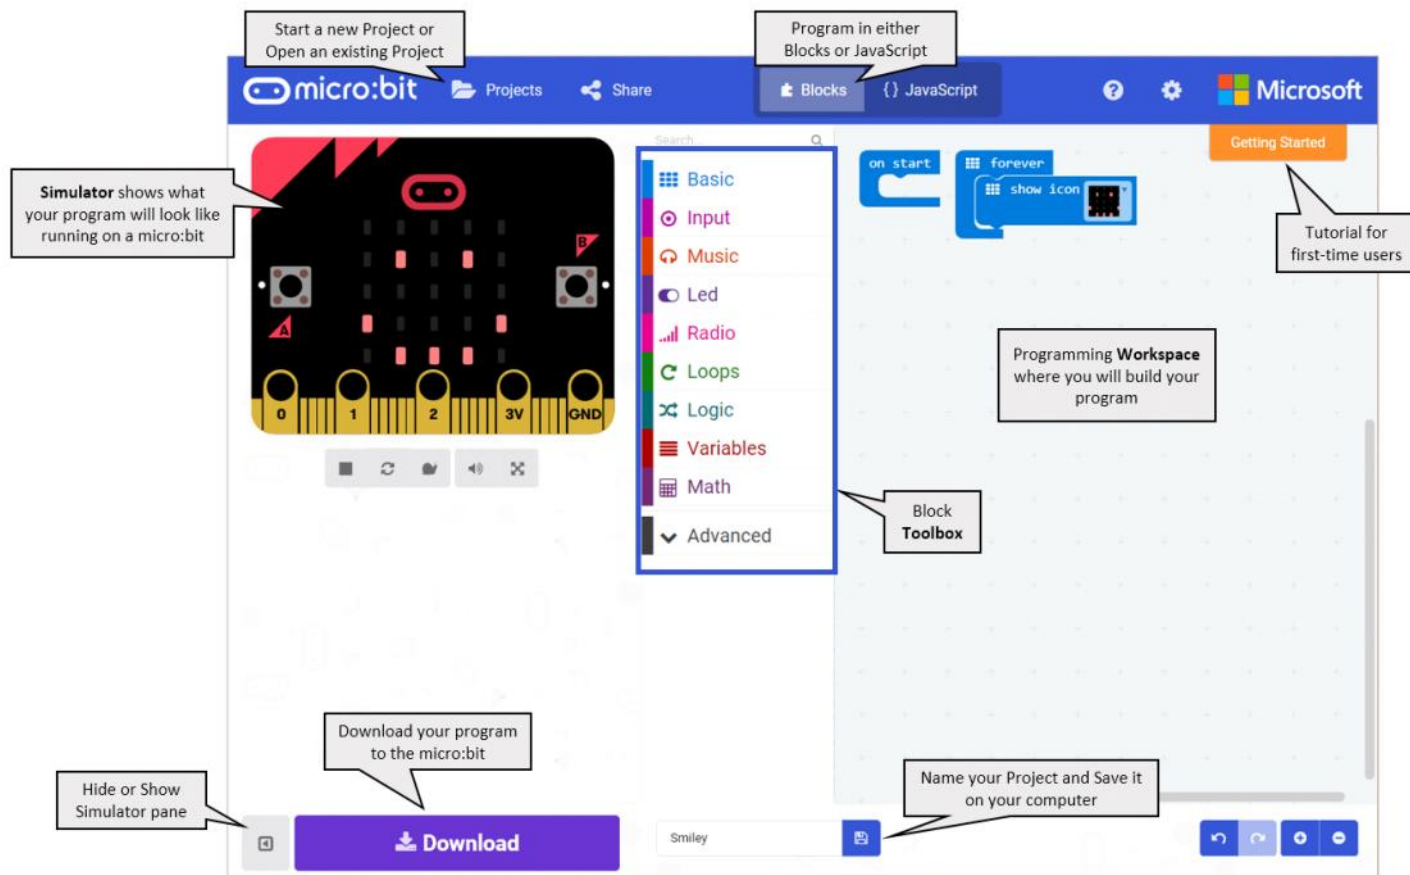 Start a new Project or
Open an existing Project
Program in either
Blocks or JavaScript
micro:bit
Projects
Share
Blocks
{} JavaScript
?
Microsoft
Search...
Getting Started
Simulator shows what
your program will look like
running on a micro:bit
A
B
0
1
2
3V
GND
Basic
Input
Music
Led
Radio
Loops
Logic
Variables
Math
Advanced
on start
forever
show icon
Tutorial for
first-time users
Programming Workspace
where you will build your
program
Block
Toolbox
Download your program
to the micro:bit
Hide or Show
Simulator pane
Name your Project and Save it
on your computer
Download
Smiley